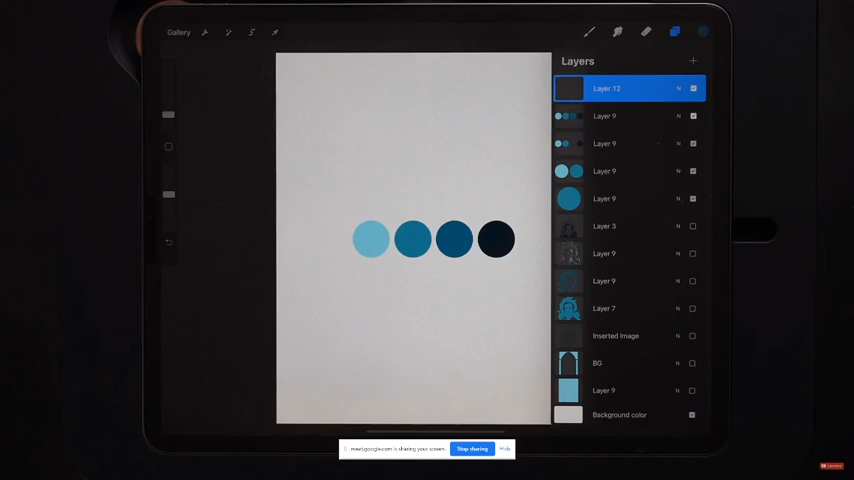 Gallery
Layers
Layer 12 N
Layer 9 N
Layer 9 N
Layer 9 N
Layer 9 N
Layer 3 N
Layer 9 N
Layer 9 N
Layer 7 N
Inserted Image N
BG N
Layer 9 N
Background color
meet.google.com is sharing your screen. Stop sharing Hide